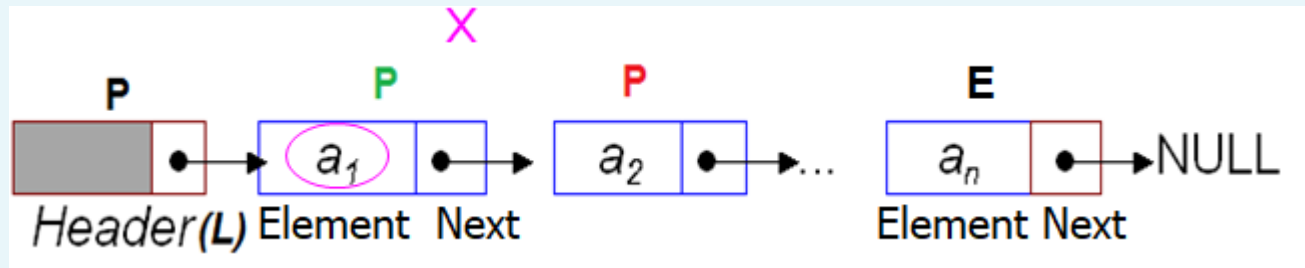 X
P P P E
a₁ a₂ ... aₙ NULL
Header(L) Element Next Element Next